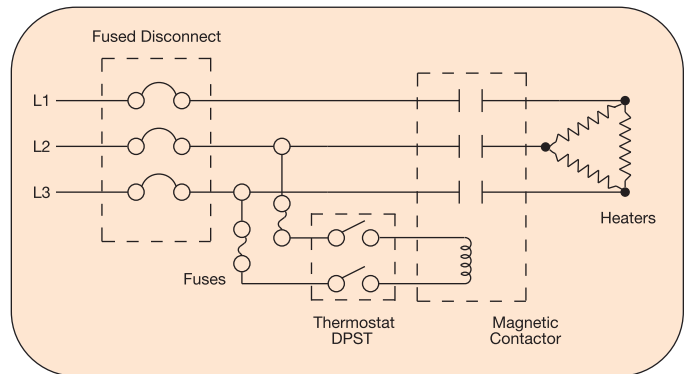 Fused Disconnect
L1
L2
L3
Heaters
Fuses
Thermostat
DPST
Magnetic
Contactor